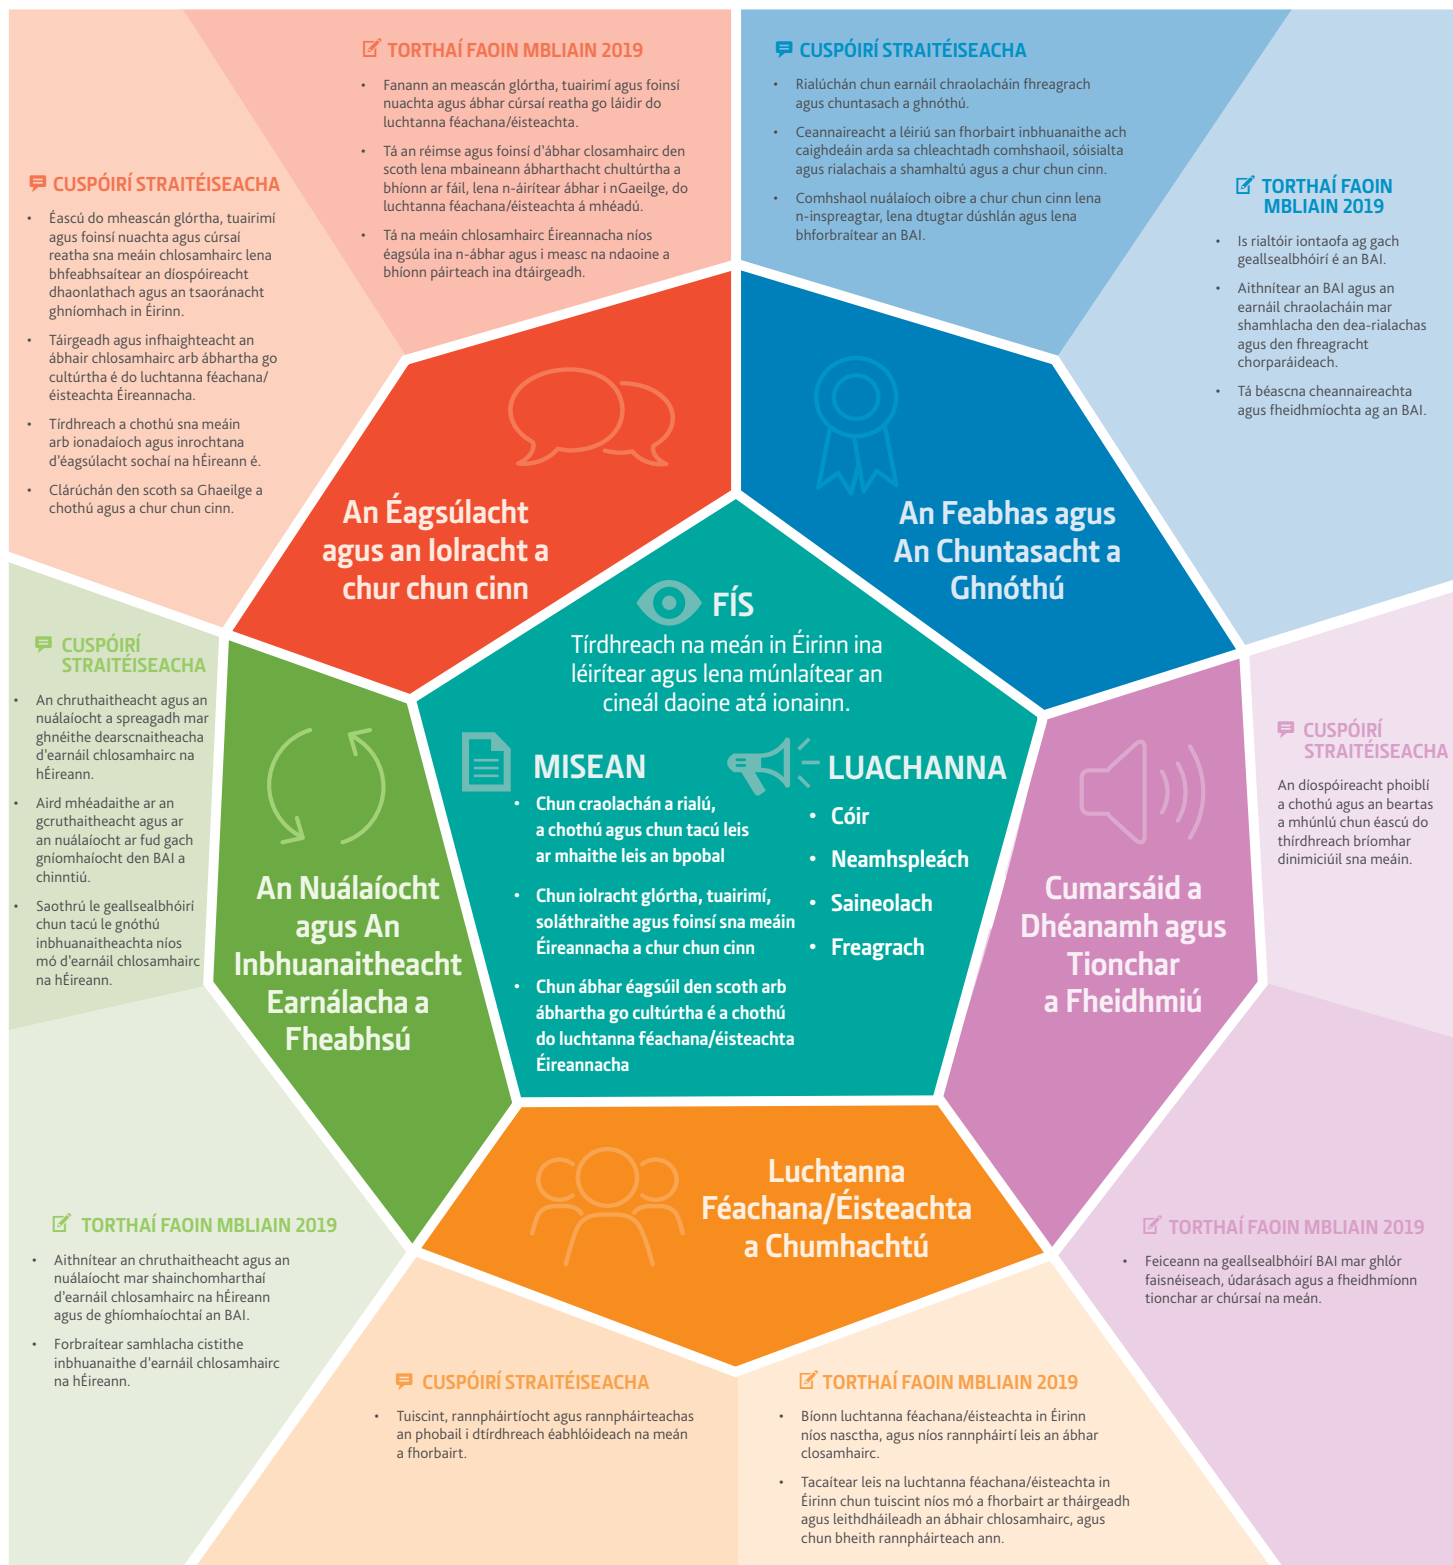 TORTHAÍ FAOIN MBLIAIN 2019
• Fanann an meascán glórtha, tuairimí agus foinsí
nuachta agus ábhar cúrsaí reatha go láidir do
luchtanna féachana/éisteachta.
• Tá an réimse agus foinsí d'ábhar closamhairc den
scoth lena mbaineann ábharthacht chultúrtha a
bhíonn ar fáil, lena n-áirítear ábhar i nGaeilge, do
luchtanna féachana/éisteachta á mhéadú.
• Tá na meáin chlosamhairc Éireannacha níos
éagsúla ina n-ábhar agus i measc na ndaoine a
bhíonn páirteach ina dtáirgeadh.
CUSPÓIRÍ STRAITÉISEACHA
• Rialúchán chun earnáil chraolacháin fhreagrach
agus chuntasach a ghnóthú.
• Ceannaireacht a léiriú san fhorbairt inbhuanaithe ach
caighdeáin arda sa chleachtadh comhshaoil, sóisialta
agus rialachais a shamhaltú agus a chur chun cinn.
• Comhshaol nuálaíoch oibre a chur chun cinn lena
n-inspreagtar, lena dtugtar dúshlán agus lena
bhforbraítear an BAI.
CUSPÓIRÍ STRAITÉISEACHA
• Éascú do mheascán glórtha, tuairimí
agus foinsí nuachta agus cúrsaí
reatha sna meáin chlosamhairc lena
bhfeabhsaítear an díospóireacht
dhaonlathach agus an tsaoránacht
ghníomhach in Éirinn.
• Táirgeadh agus infhaighteacht an
ábhair chlosamhairc arb ábhartha go
cultúrtha é do luchtanna féachana/
éisteachta Éireannacha.
• Tírdhreach a chothú sna meáin
arb ionadaíoch agus inrochtana
d'éagsúlacht sochaí na hÉireann é.
• Clárúchán den scoth sa Ghaeilge a
chothú agus a chur chun cinn.
TORTHAÍ FAOIN
MBLIAIN 2019
• Is rialtóir iontaofa ag gach
geallsealbhóirí é an BAI.
• Aithnítear an BAI agus an
earnáil chraolacháin mar
shamhlacha den dea-rialachas
agus den fhreagracht
chorparáideach.
• Tá béascna cheannaireachta
agus fheidhmíochta ag an BAI.
An Éagsúlacht
agus an Iolracht a
chur chun cinn
An Feabhas agus
An Chuntasacht a
Ghnóthú
FÍS
Tírdhreach na meán in Éirinn ina
léirítear agus lena múnlaítear an
cineál daoine atá ionainn.
MISEAN
• Chun craolachán a rialú,
a chothú agus chun tacú leis
ar mhaithe leis an bpobal
• Chun iolracht glórtha, tuairimí,
soláthraithe agus foinsí sna meáin
Éireannacha a chur chun cinn
• Chun ábhar éagsúil den scoth arb
ábhartha go cultúrtha é a chothú
do luchtanna féachana/éisteachta
Éireannacha
LUACHANNA
• Cóir
• Neamhspleách
• Saineolach
• Freagrach
CUSPÓIRÍ
STRAITÉISEACHA
• An chruthaitheacht agus an
nuálaíocht a spreagadh mar
ghnéithe dearscnaitheacha
d'earnáil chlosamhairc na
hÉireann.
• Aird mhéadaithe ar an
gcruthaitheacht agus ar
an nuálaíocht ar fud gach
gníomhaíocht den BAI a
chinntiú.
• Saothrú le geallsealbhóirí
chun tacú le gnóthú
inbhuanaitheachta níos
mó d'earnáil chlosamhairc
na hÉireann.
An Nuálaíocht
agus An
Inbhuanaitheacht
Earnálacha a
Fheabhsú
Cumarsáid a
Dhéanamh agus
Tionchar
a Fheidhmiú
CUSPÓIRÍ
STRAITÉISEACHA
An díospóireacht phoiblí
a chothú agus an beartas
a mhúnlú chun éascú do
thírdhreach bríomhar
dinimiciúil sna meáin.
Luchtanna
Féachana/Éisteachta
a Chumhachtú
TORTHAÍ FAOIN MBLIAIN 2019
• Aithnítear an chruthaitheacht agus an
nuálaíocht mar shainchomharthaí
d'earnáil chlosamhairc na hÉireann
agus de ghíomhaíochtaí an BAI.
• Forbraítear samhlacha cistithe
inbhuanaithe d'earnáil chlosamhairc
na hÉireann.
TORTHAÍ FAOIN MBLIAIN 2019
• Feiceann na geallsealbhóirí BAI mar ghlór
faisnéiseach, údarásach agus a fheidhmíonn
tionchar ar chúrsaí na meán.
CUSPÓIRÍ STRAITÉISEACHA
• Tuiscint, rannpháirtíocht agus rannpháirteachas
an phobail i dtírdhreach éabhlóideach na meán
a fhorbairt.
TORTHAÍ FAOIN MBLIAIN 2019
• Bíonn luchtanna féachana/éisteachta in Éirinn
níos nasctha, agus níos rannpháirtí leis an ábhar
closamhairc.
• Tacaítear leis na luchtanna féachana/éisteachta in
Éirinn chun tuiscint níos mó a fhorbairt ar tháirgeadh
agus leithdháileadh an ábhair chlosamhairc, agus
chun bheith rannpháirteach ann.